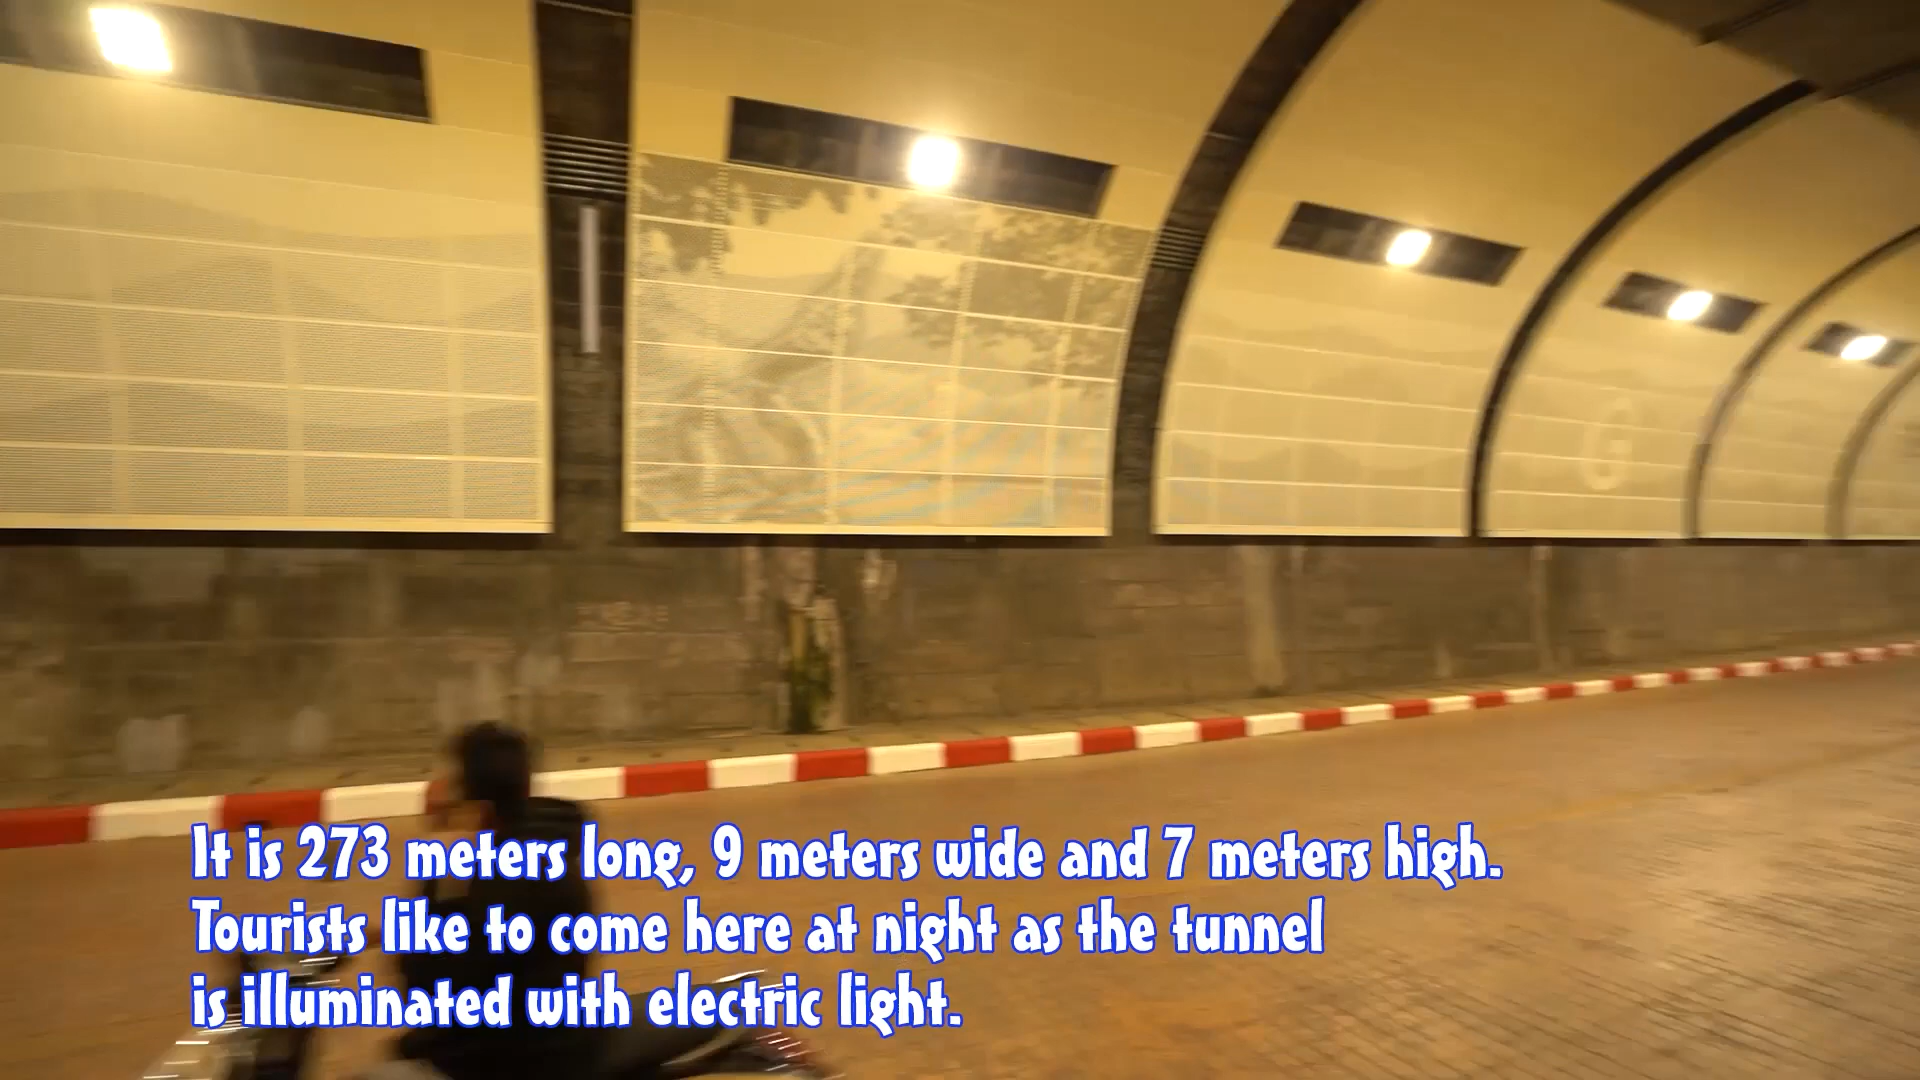 It is 273 meters long, 9 meters wide and 7 meters high.
Tourists like to come here at night as the tunnel
is illuminated with electric light.